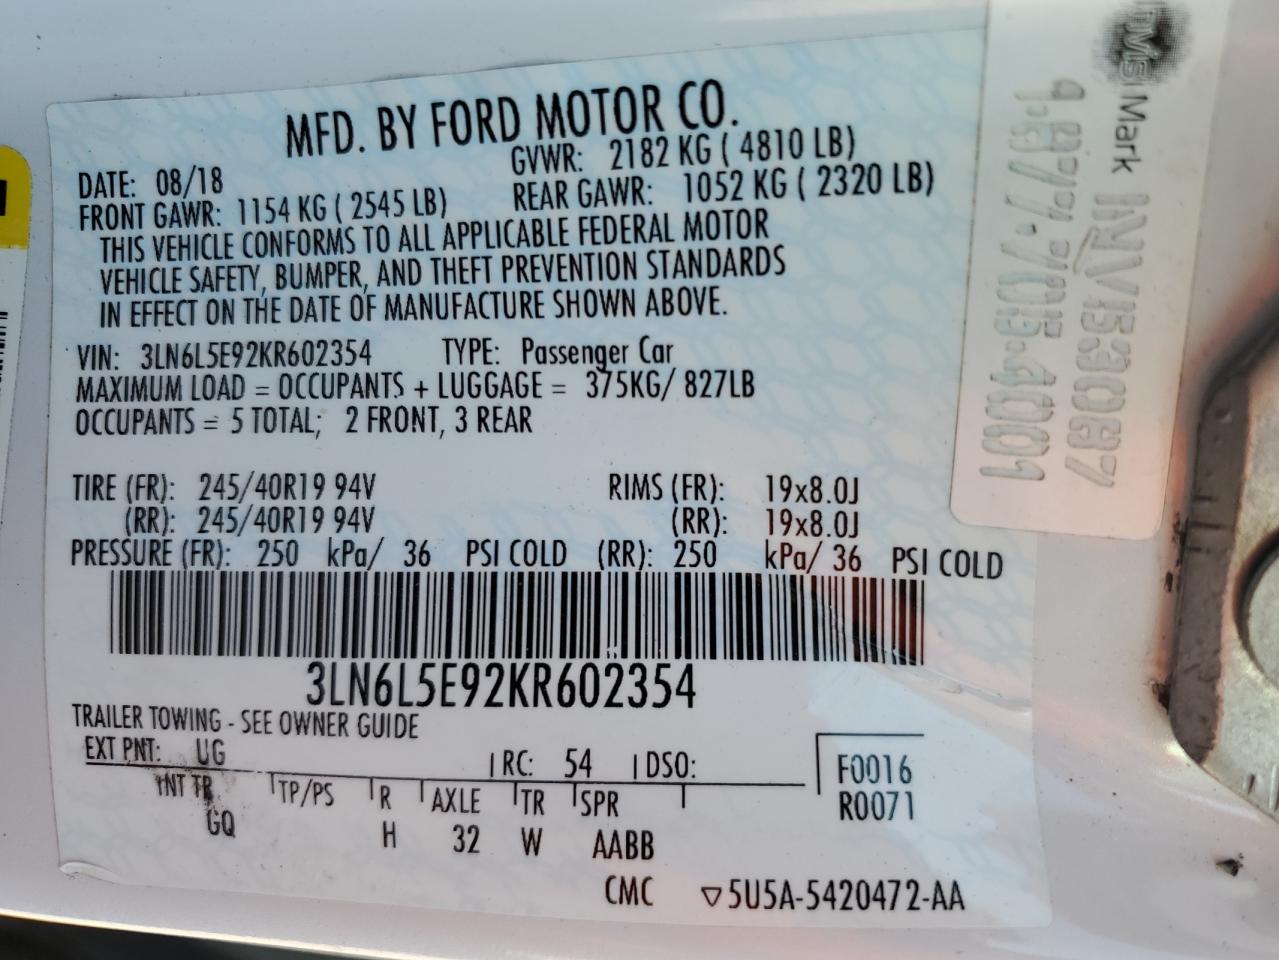 MFD. BY FORD MOTOR CO.
DATE: 08/18 GVWR: 2182 KG ( 4810 LB)
FRONT GAWR: 1154 KG ( 2545 LB) REAR GAWR: 1052 KG ( 2320 LB)
THIS VEHICLE CONFORMS TO ALL APPLICABLE FEDERAL MOTOR
VEHICLE SAFETY, BUMPER, AND THEFT PREVENTION STANDARDS
IN EFFECT ON THE DATE OF MANUFACTURE SHOWN ABOVE.
VIN: 3LN6L5E92KR602354 TYPE: Passenger Car
MAXIMUM LOAD = OCCUPANTS + LUGGAGE = 375KG/ 827LB
OCCUPANTS = 5 TOTAL; 2 FRONT, 3 REAR
TIRE (FR): 245/40R19 94V RIMS (FR): 19x8.0J
(RR): 245/40R19 94V (RR): 19x8.0J
PRESSURE (FR): 250 kPa/ 36 PSI COLD (RR): 250 kPa/ 36 PSI COLD
3LN6L5E92KR602354
TRAILER TOWING - SEE OWNER GUIDE
EXT PNT: UG RC: 54 DSO:
INT TR TP/PS R AXLE TR SPR
GQ H 32 W AABB
F0016
R0071
CMC ▽5U5A-5420472-AA
InVisiMark